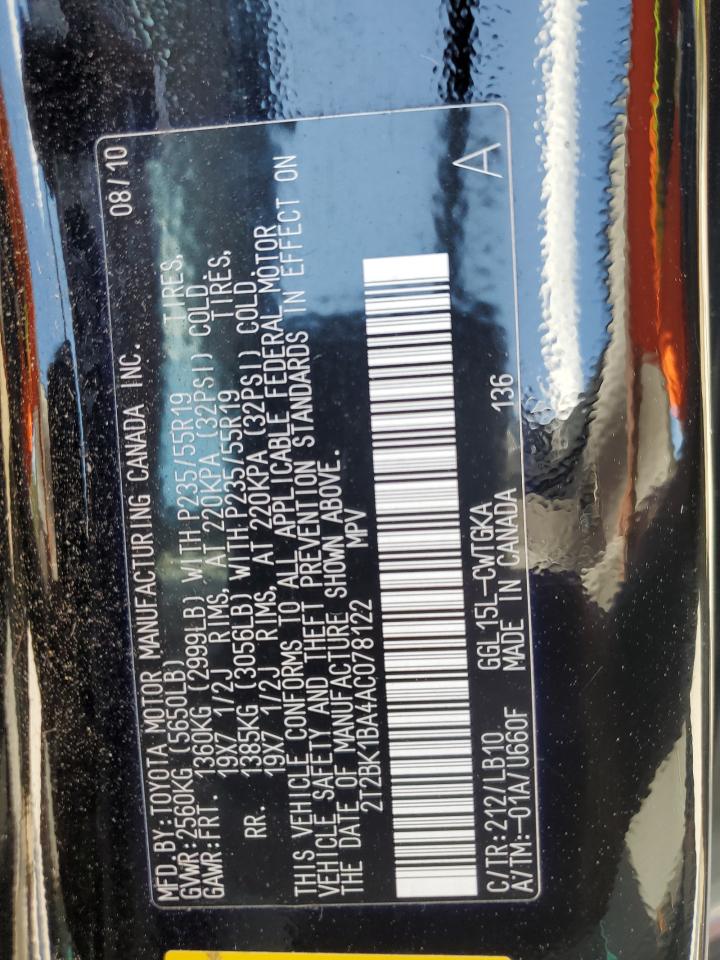 MFD BY: TOYOTA MOTOR MANUFACTURING CANADA INC. 08/10
GVWR: 2560KG (5650LB)
GAWR: FRT. 1360KG (2999LB) WITH P235/55R19 TIRES,
19X7 1/2J RIMS, AT 220KPA (32PSI) COLD.
RR. 1385KG (3056LB) WITH P235/55R19 TIRES,
19X7 1/2J RIMS, AT 220KPA (32PSI) COLD.
THIS VEHICLE CONFORMS TO ALL APPLICABLE FEDERAL MOTOR
VEHICLE SAFETY AND THEFT PREVENTION STANDARDS IN EFFECT ON
THE DATE OF MANUFACTURE SHOWN ABOVE.
2T2BK1BA4AC078122 MPV
A
C/TR: 212/LB10 GGL15L-CWTGKA 136
A/TM: -01A/U660F MADE IN CANADA